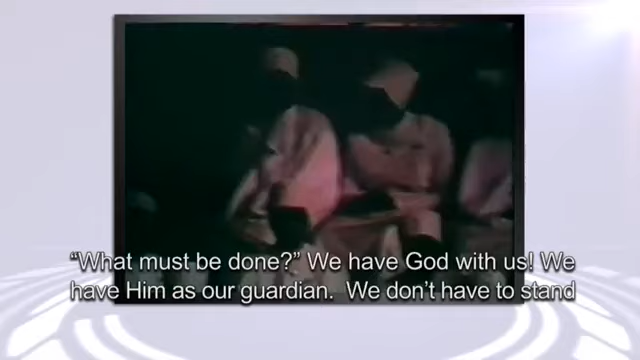 “What must be done?” We have God with us! We
have Him as our guardian.  We don’t have to stand